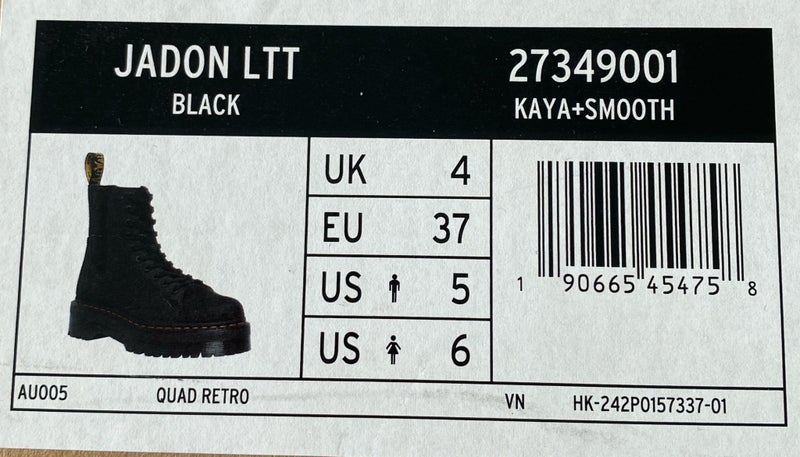 JADON LTT
BLACK
27349001
KAYA+SMOOTH
UK 4
EU 37
US 5
US 6
1 90665 45475 8
AU005 QUAD RETRO VN HK-242P0157337-01